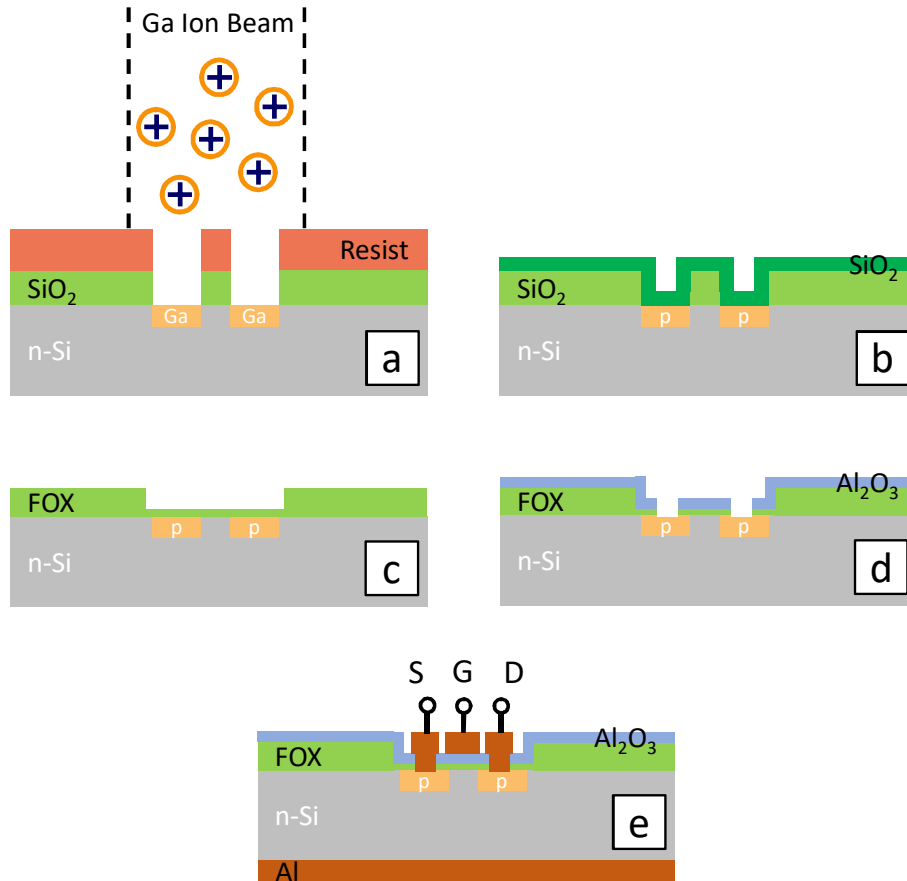 Ga Ion Beam
Resist
SiO₂
Ga Ga
n-Si
a
SiO₂
SiO₂
p p
n-Si
b
FOX
p p
n-Si
c
Al₂O₃
FOX
p p
n-Si
d
S G D
Al₂O₃
FOX
p p
n-Si
e
Al